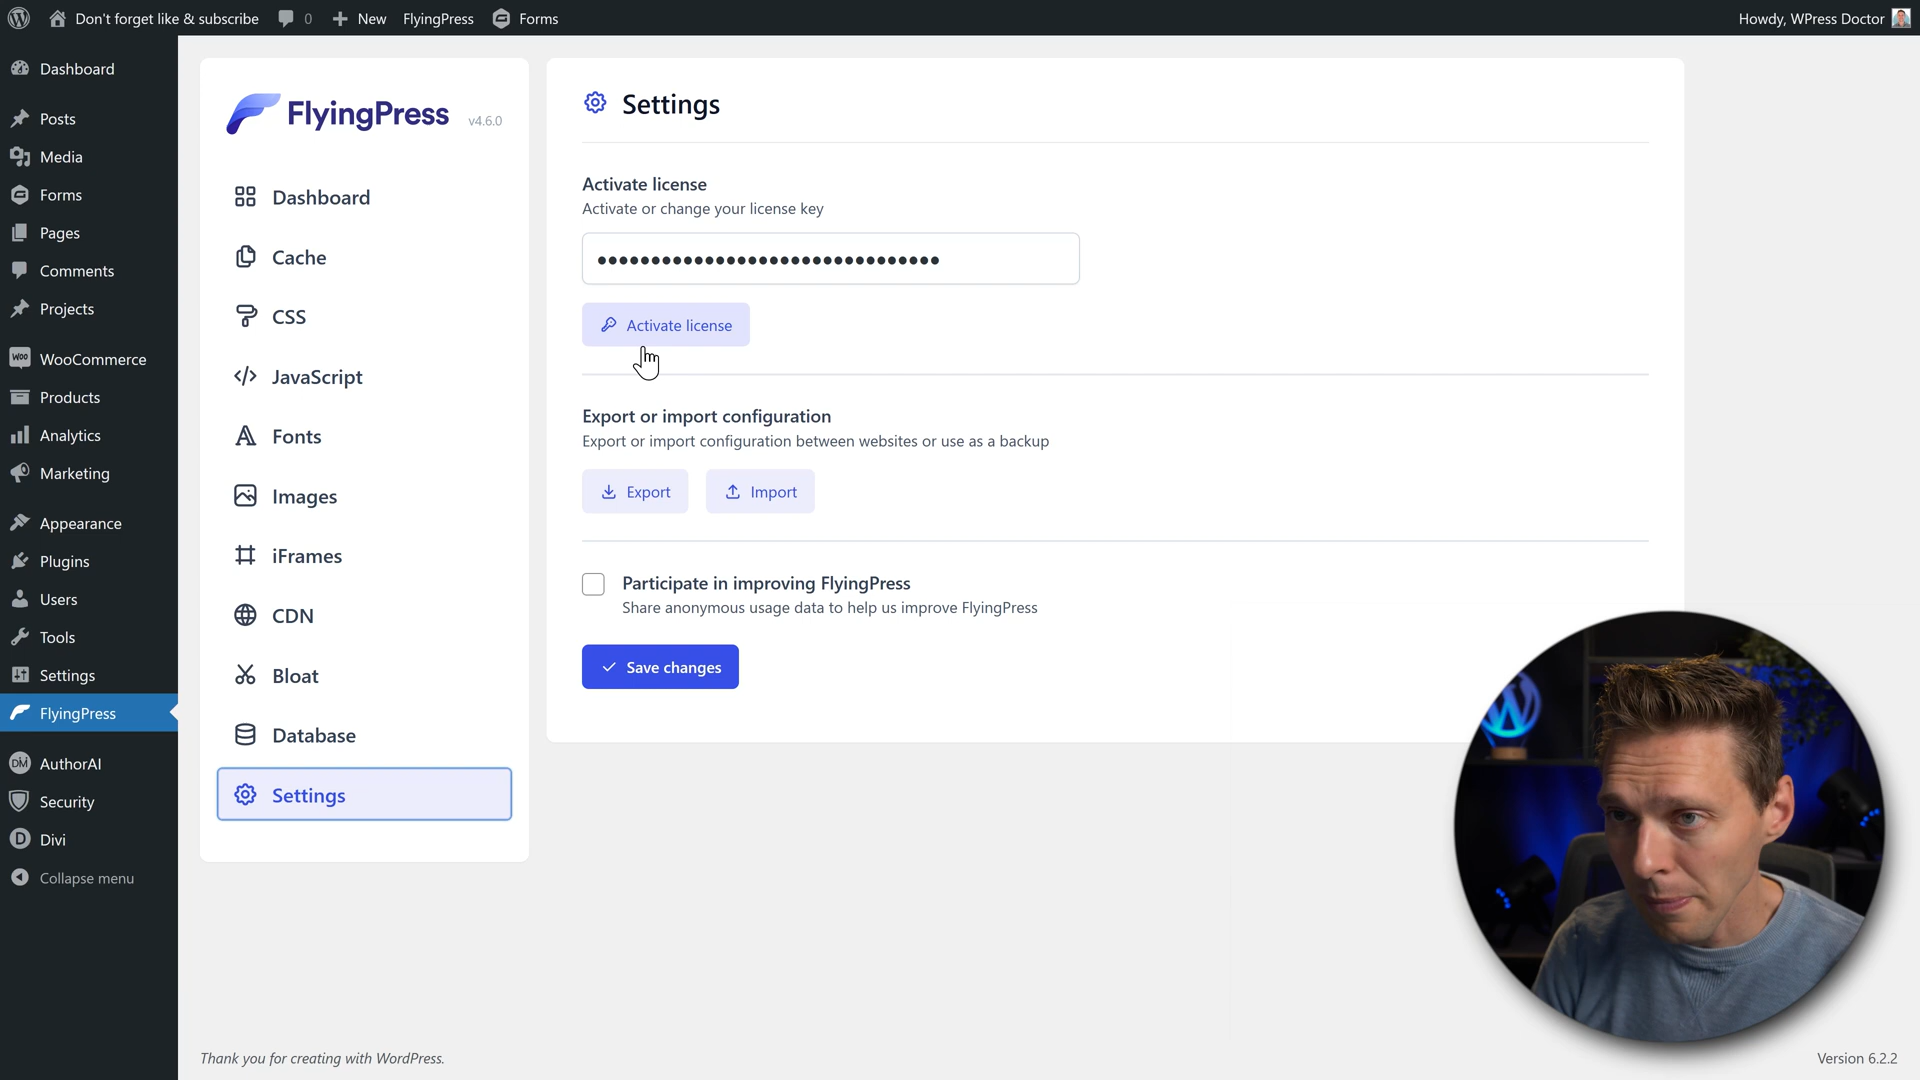 Don't forget like & subscribe
0
New
FlyingPress
Forms
Howdy, WPress Doctor
Dashboard
Posts
Media
Forms
Pages
Comments
Projects
WooCommerce
Products
Analytics
Marketing
Appearance
Plugins
Users
Tools
Settings
FlyingPress
AuthorAI
Security
Divi
Collapse menu
FlyingPress v4.6.0
Dashboard
Cache
CSS
JavaScript
Fonts
Images
iFrames
CDN
Bloat
Database
Settings
Settings
Activate license
Activate or change your license key
••••••••••••••••••••••••••••••••
Activate license
Export or import configuration
Export or import configuration between websites or use as a backup
Export
Import
Participate in improving FlyingPress
Share anonymous usage data to help us improve FlyingPress
Save changes
Thank you for creating with WordPress.
Version 6.2.2